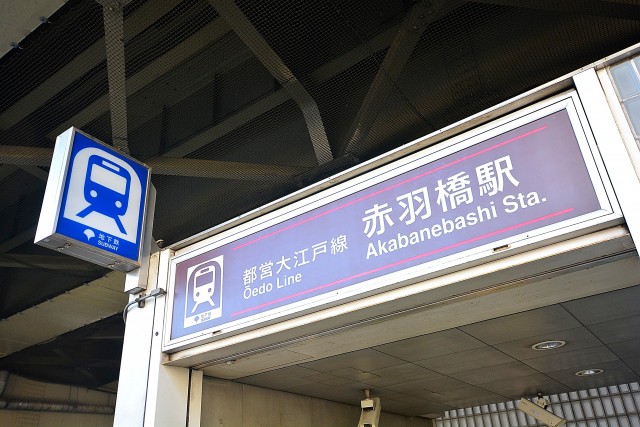 地下鉄
SUBWAY
都営大江戸線
Ōedo Line
赤羽橋駅
Akabanebashi Sta.